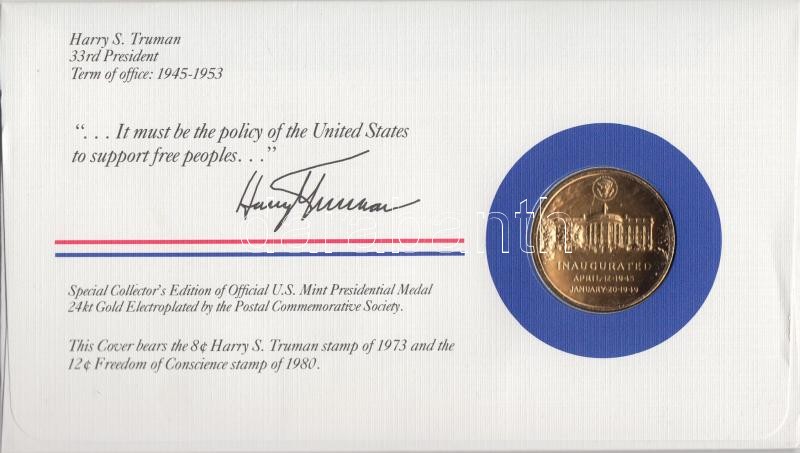 Harry S. Truman
33rd President
Term of office: 1945-1953
“. . . It must be the policy of the United States
to support free peoples. . .”
Harry S Truman
Special Collector's Edition of Official U.S. Mint Presidential Medal
24kt Gold Electroplated by the Postal Commemorative Society.
This Cover bears the 8¢ Harry S. Truman stamp of 1973 and the
12¢ Freedom of Conscience stamp of 1980.
INAUGURATED
APRIL·12·1945
JANUARY·20·1949